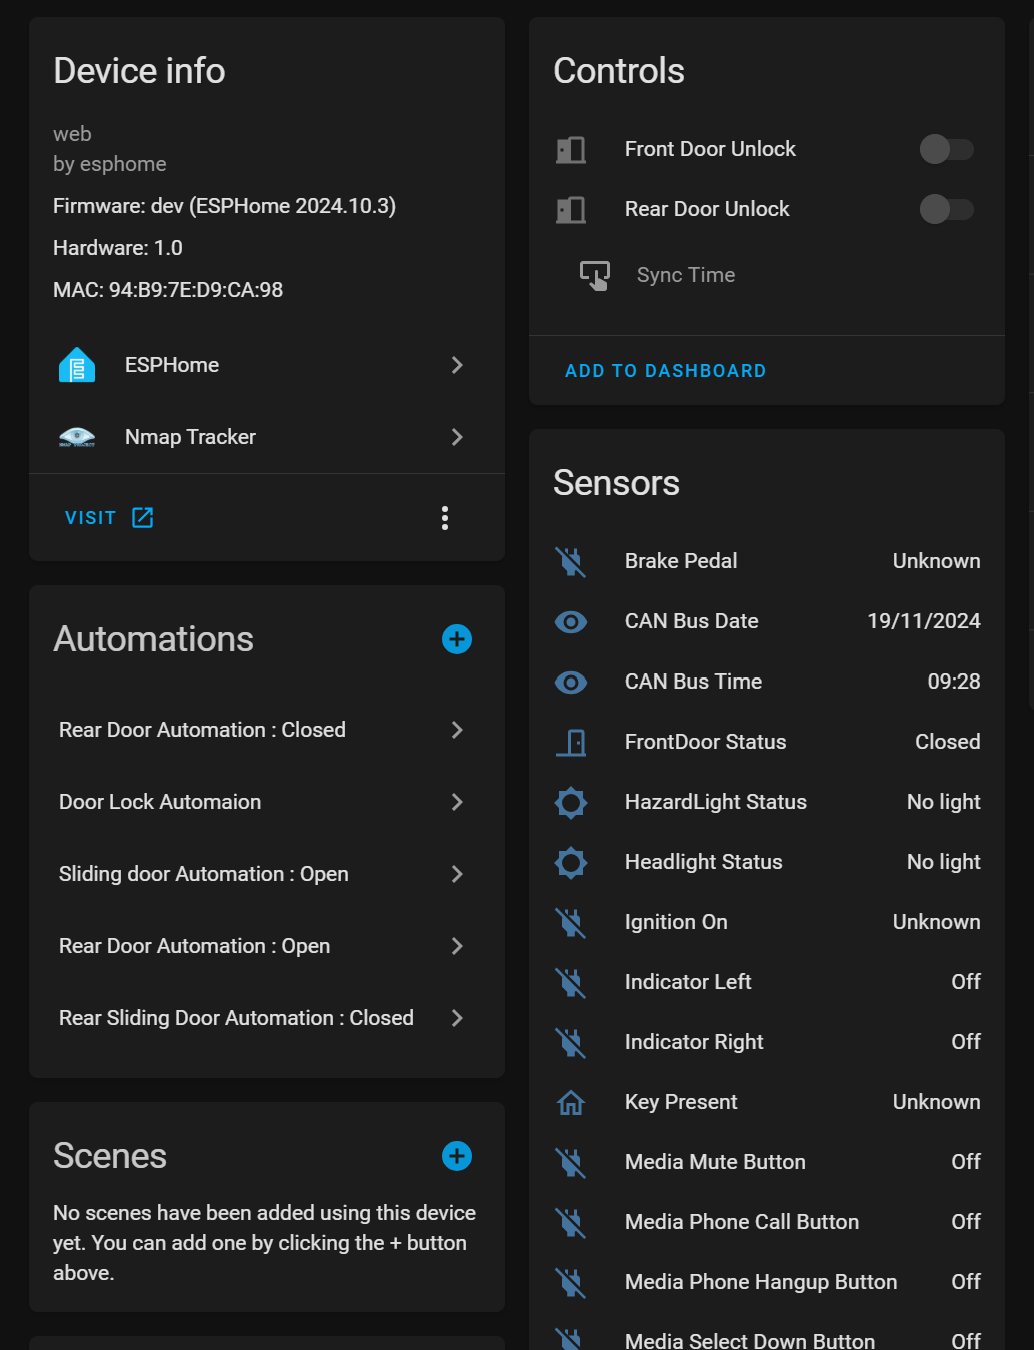 Device info
web
by esphome
Firmware: dev (ESPHome 2024.10.3)
Hardware: 1.0
MAC: 94:B9:7E:D9:CA:98
ESPHome
Nmap Tracker
VISIT
Automations
Rear Door Automation : Closed
Door Lock Automaion
Sliding door Automation : Open
Rear Door Automation : Open
Rear Sliding Door Automation : Closed
Scenes
No scenes have been added using this device
yet. You can add one by clicking the + button
above.
Controls
Front Door Unlock
Rear Door Unlock
Sync Time
ADD TO DASHBOARD
Sensors
Brake Pedal Unknown
CAN Bus Date 19/11/2024
CAN Bus Time 09:28
FrontDoor Status Closed
HazardLight Status No light
Headlight Status No light
Ignition On Unknown
Indicator Left Off
Indicator Right Off
Key Present Unknown
Media Mute Button Off
Media Phone Call Button Off
Media Phone Hangup Button Off
Media Select Down Button Off